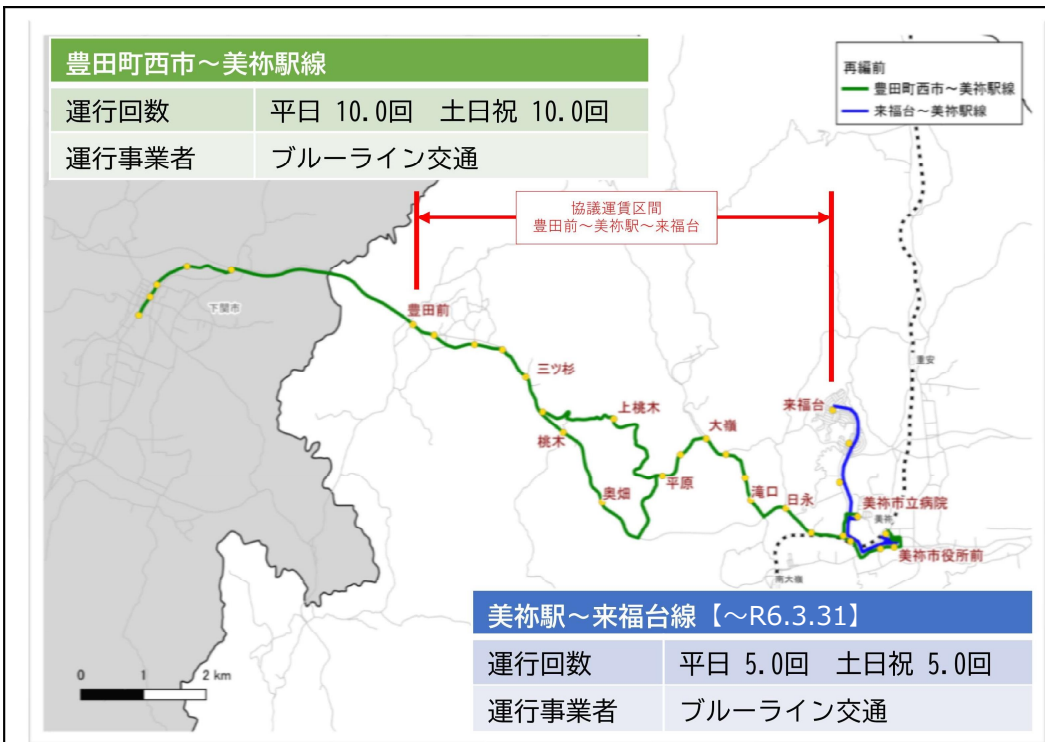 豊田町西市～美祢駅線
運行回数 平日 10.0回 土日祝 10.0回
運行事業者 ブルーライン交通
再編前
豊田町西市～美祢駅線
来福台～美祢駅線
協議運賃区間
豊田前～美祢駅～来福台
下関市
豊田前
三ツ杉
上桃木
桃木
奥畑
平原
大嶺
滝口
日永
来福台
重安
美祢市立病院
美祢
美祢市役所前
南大嶺
美祢駅～来福台線【～R6.3.31】
運行回数 平日 5.0回 土日祝 5.0回
運行事業者 ブルーライン交通
0 1 2 km